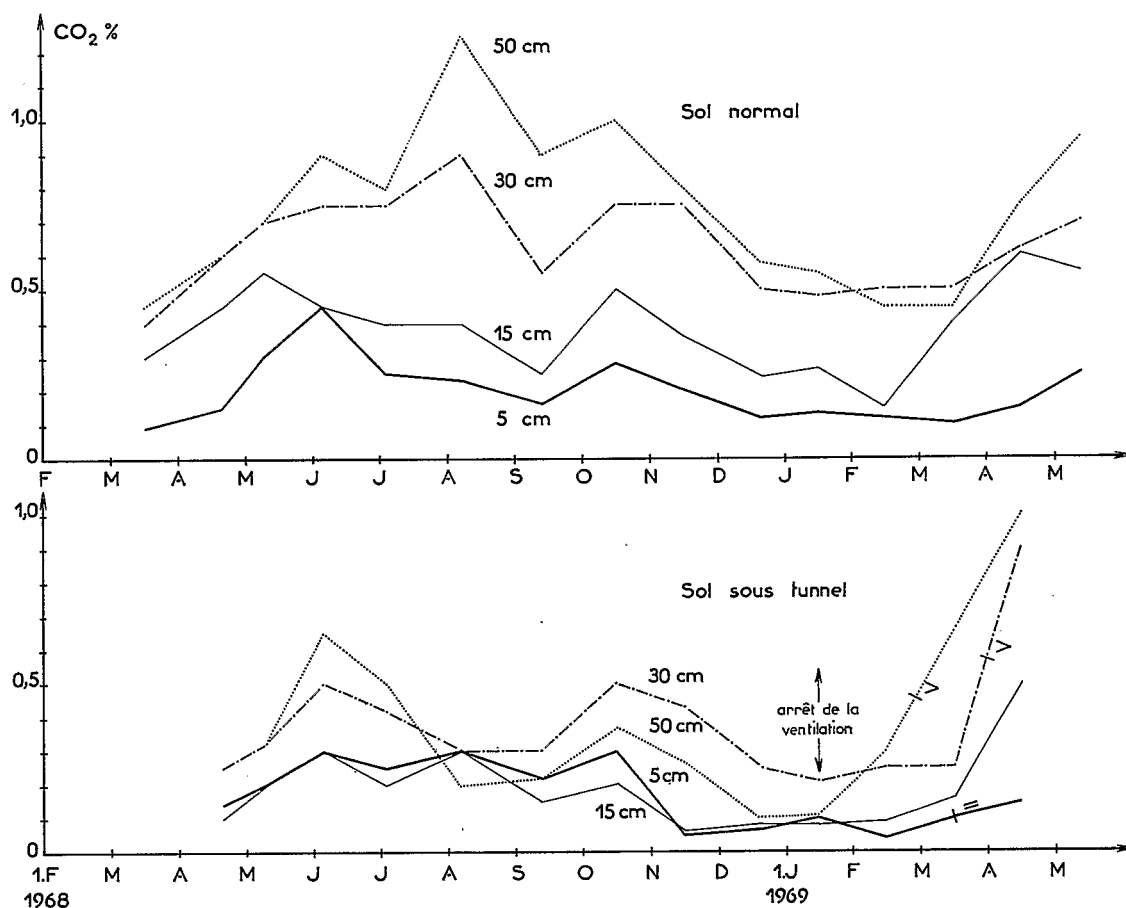 CO₂ %
50 cm
1,0
Sol normal
30 cm
0,5
15 cm
5 cm
0
F M A M J J A S O N D J F M A M
1,0
Sol sous tunnel
V
V
30 cm
0,5
50 cm
arrêt de la
ventilation
5cm
15 cm
=
0
1.F M A M J J A S O N D 1.J F M A M
1968 1969